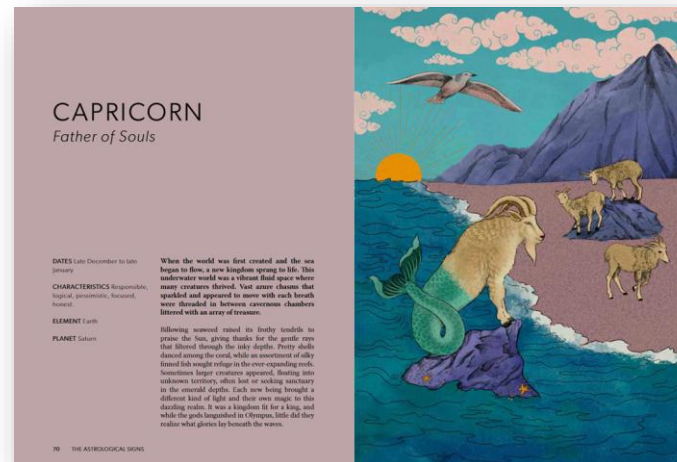 CAPRICORN
Father of Souls
DATES Late December to late
January
CHARACTERISTICS Responsible,
logical, pessimistic, focused,
honest.
ELEMENT Earth
PLANET Saturn
When the world was first created and the sea
began to flow, a new kingdom sprang to life. This
underwater world was a vibrant fluid space where
many creatures thrived. Vast azure chasms that
sparkled and appeared to move with each breath
were threaded in between cavernous chambers
littered with an array of treasure.
Billowing seaweed raised its frothy tendrils to
praise the Sun, giving thanks for the gentle rays
that filtered through the inky depths. Pretty shells
danced among the coral, while an assortment of silky
finned fish sought refuge in the ever-expanding reefs.
Sometimes larger creatures appeared, floating into
unknown territory, often lost or seeking sanctuary
in the emerald depths. Each new being brought a
different kind of light and their own magic to this
dazzling realm. It was a kingdom fit for a king, and
while the gods languished in Olympus, little did they
realize what glories lay beneath the waves.
70 THE ASTROLOGICAL SIGNS